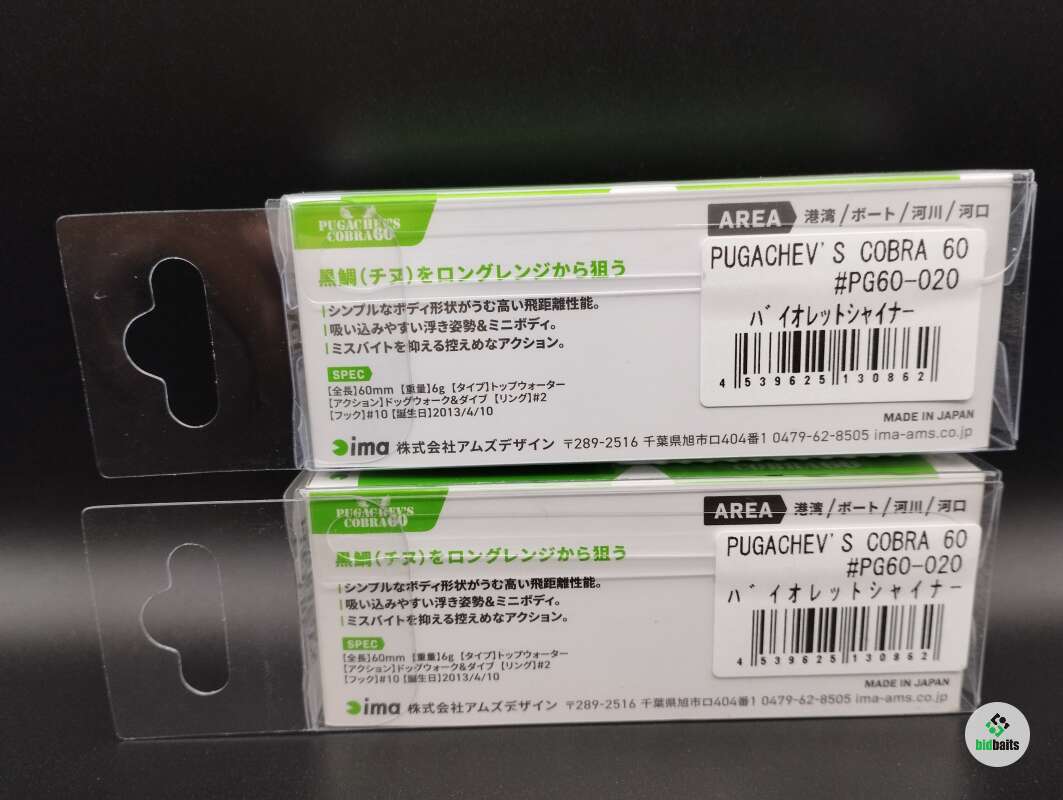 PUGACHEV'S
COBRA60
AREA 港湾/ボート/河川/河口
黒鯛(チヌ)をロングレンジから狙う
シンプルなボディ形状がうむ高い飛距離性能。
吸い込みやすい浮き姿勢&ミニボディ。
ミスバイトを抑える控えめなアクション。
SPEC
【全長】60mm 【重量】6g 【タイプ】トップウォーター
【アクション】ドッグウォーク&ダイブ 【リング】#2
【フック】#10 【誕生日】2013/4/10
PUGACHEV'S COBRA 60
#PG60-020
バイオレットシャイナー
4 539625 130862
MADE IN JAPAN
ima 株式会社アムズデザイン 〒289-2516 千葉県旭市ロ404番1 0479-62-8505 ima-ams.co.jp
COBRA60
PUGACHEV'S
COBRA60
AREA 港湾/ボート/河川/河口
黒鯛(チヌ)をロングレンジから狙う
シンプルなボディ形状がうむ高い飛距離性能。
吸い込みやすい浮き姿勢&ミニボディ。
ミスバイトを抑える控えめなアクション。
SPEC
【全長】60mm 【重量】6g 【タイプ】トップウォーター
【アクション】ドッグウォーク&ダイブ 【リング】#2
【フック】#10 【誕生日】2013/4/10
PUGACHEV'S COBRA 60
#PG60-020
バイオレットシャイナー
4 539625 130862
MADE IN JAPAN
ima 株式会社アムズデザイン 〒289-2516 千葉県旭市ロ404番1 0479-62-8505 ima-ams.co.jp
bidbaits